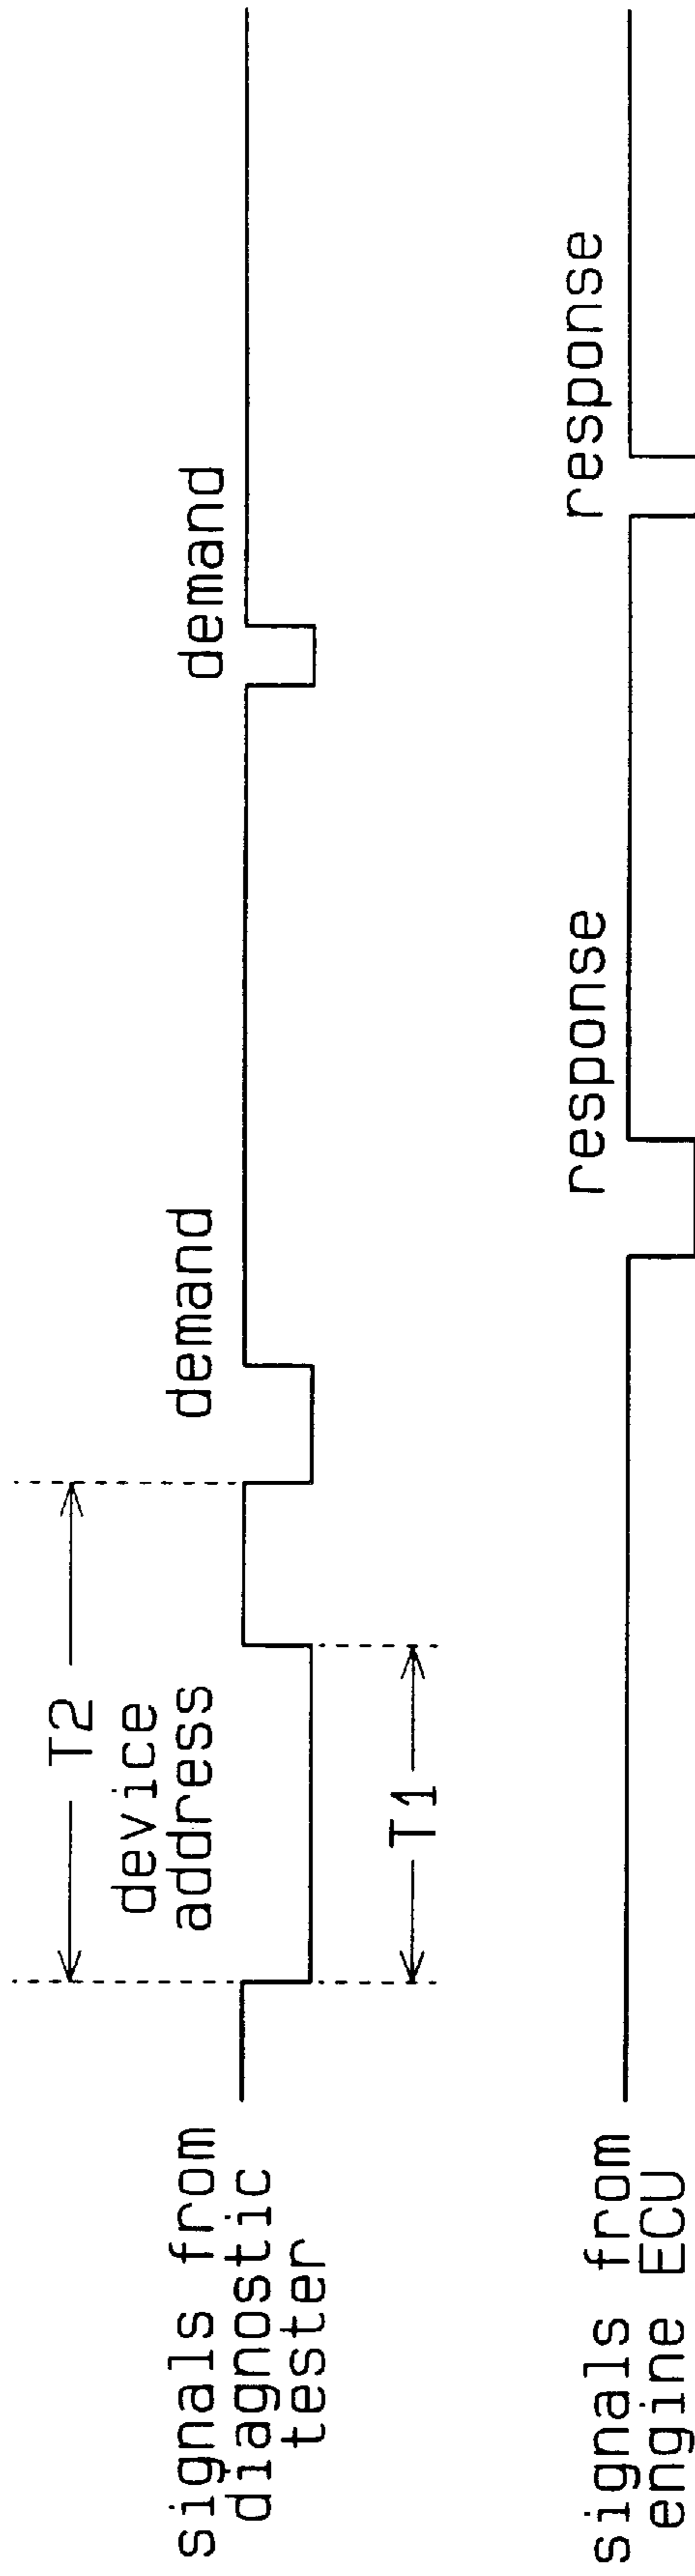 T2
device
address
demand
demand
signals from
diagnostic
tester
T1
response
response
signals from
engine ECU